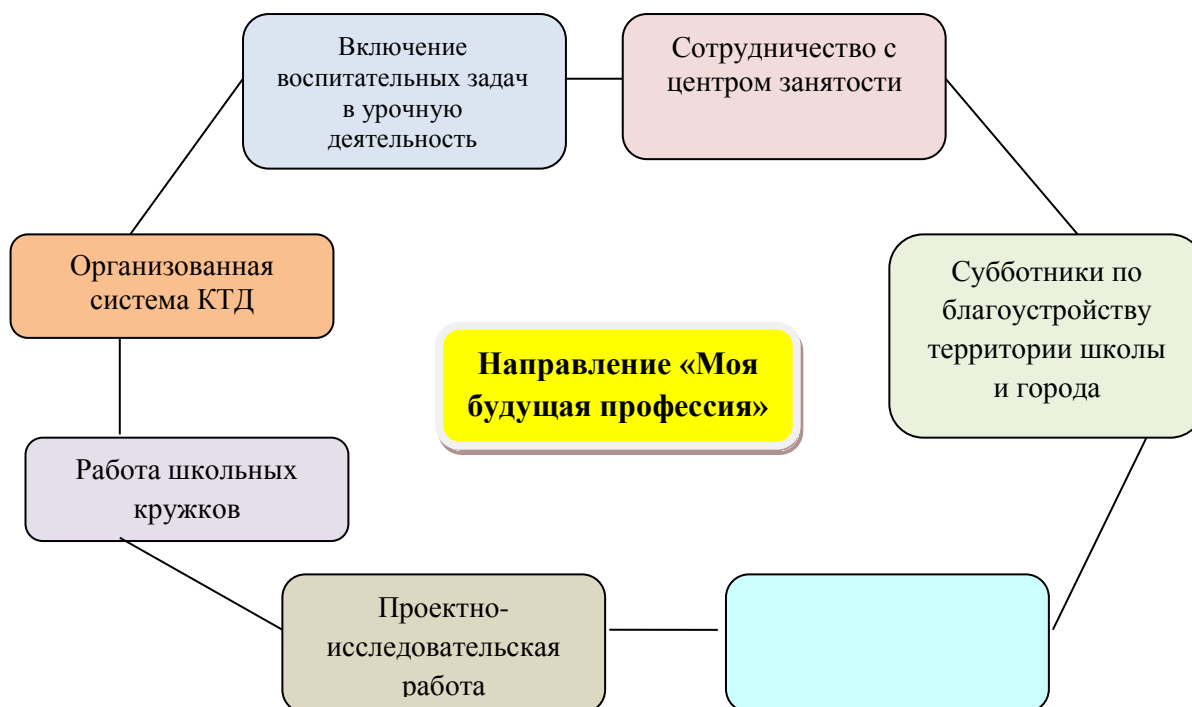 Включение
воспитательных задач
в урочную
деятельность
Сотрудничество с
центром занятости
Организованная
система КТД
Субботники по
благоустройству
территории школы
и города
Направление «Моя
будущая профессия»
Работа школьных
кружков
Проектно-
исследовательская
работа